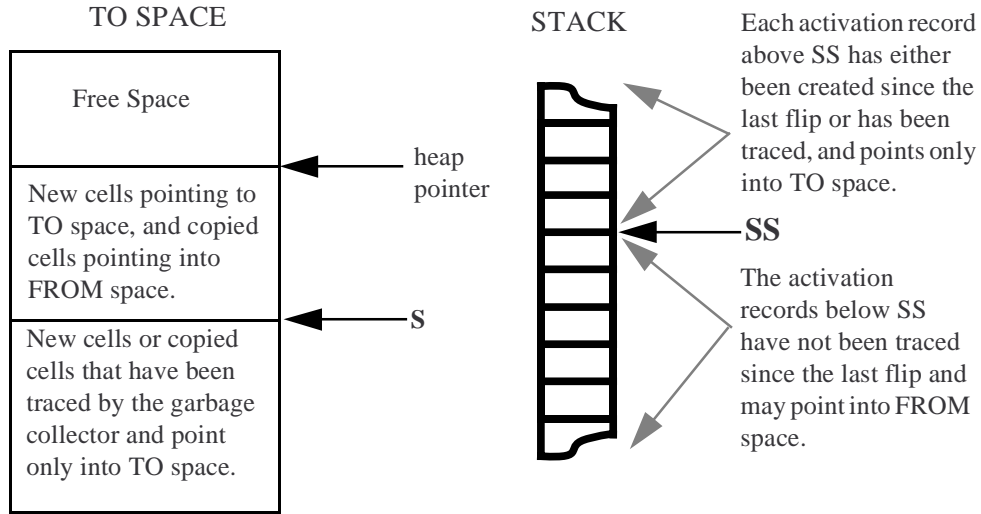 TO SPACE
Free Space
heap
pointer
New cells pointing to
TO space, and copied
cells pointing into
FROM space.
S
New cells or copied
cells that have been
traced by the garbage
collector and point
only into TO space.
STACK
Each activation record
above SS has either
been created since the
last flip or has been
traced, and points only
into TO space.
SS
The activation
records below SS
have not been traced
since the last flip and
may point into FROM
space.